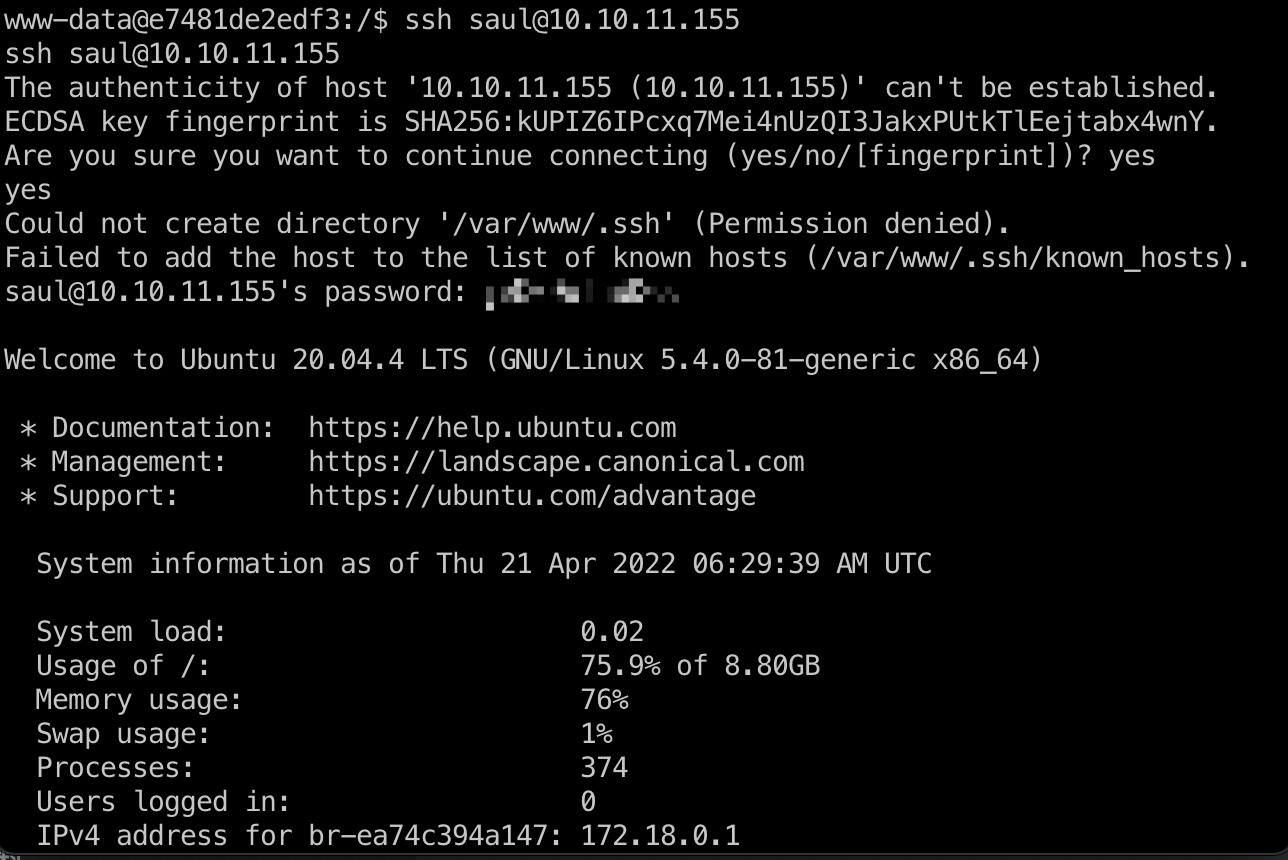 www-data@e7481de2edf3:/$ ssh saul@10.10.11.155
ssh saul@10.10.11.155
The authenticity of host '10.10.11.155 (10.10.11.155)' can't be established.
ECDSA key fingerprint is SHA256:kUPIZ6IPcxq7Mei4nUzQI3JakxPUtkTlEejtabx4wnY.
Are you sure you want to continue connecting (yes/no/[fingerprint])? yes
yes
Could not create directory '/var/www/.ssh' (Permission denied).
Failed to add the host to the list of known hosts (/var/www/.ssh/known_hosts).
saul@10.10.11.155's password:
Welcome to Ubuntu 20.04.4 LTS (GNU/Linux 5.4.0-81-generic x86_64)
* Documentation:  https://help.ubuntu.com
* Management:     https://landscape.canonical.com
* Support:        https://ubuntu.com/advantage
System information as of Thu 21 Apr 2022 06:29:39 AM UTC
System load:                      0.02
Usage of /:                       75.9% of 8.80GB
Memory usage:                     76%
Swap usage:                       1%
Processes:                        374
Users logged in:                  0
IPv4 address for br-ea74c394a147: 172.18.0.1